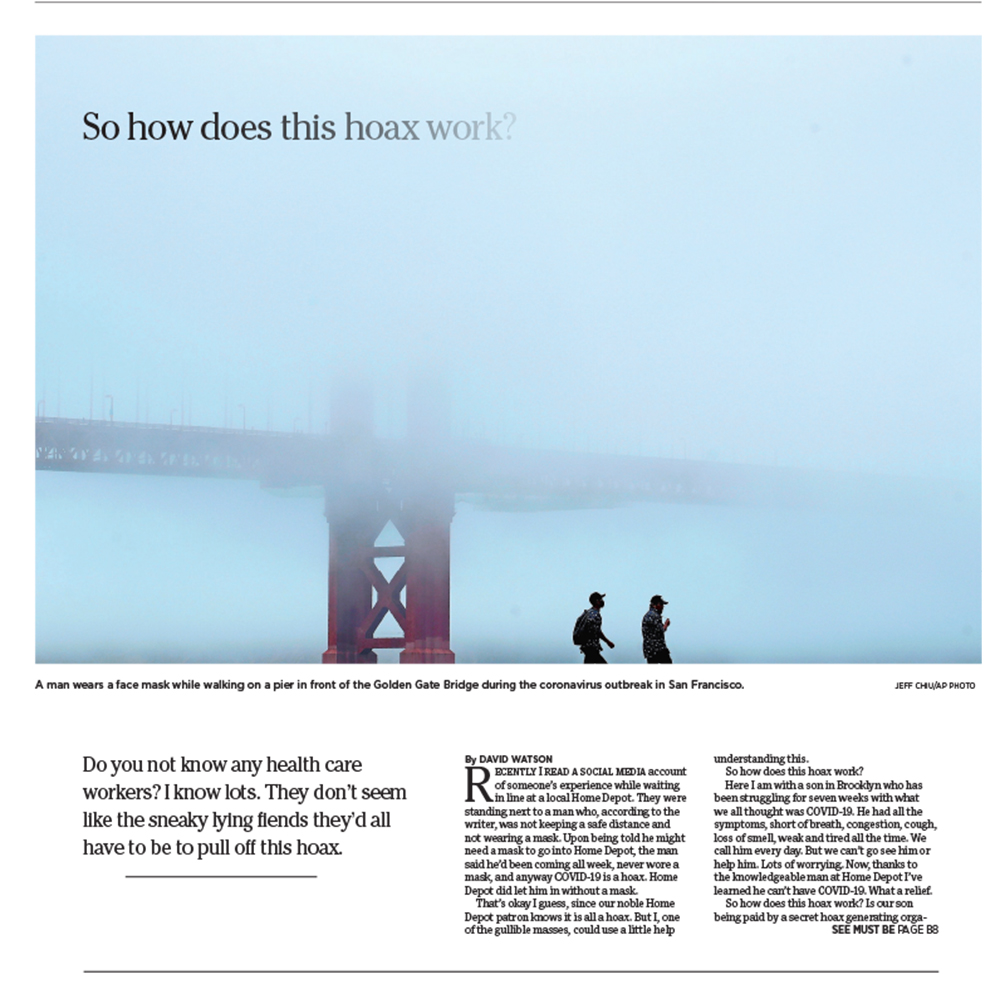 So how does this hoax work?
A man wears a face mask while walking on a pier in front of the Golden Gate Bridge during the coronavirus outbreak in San Francisco.
JEFF CHIU/AP PHOTO
Do you not know any health care
workers? I know lots. They don't seem
like the sneaky lying fiends they'd all
have to be to pull off this hoax.
By DAVID WATSON
RECENTLY I READ A SOCIAL MEDIA account
of someone's experience while waiting
in line at a local Home Depot. They were
standing next to a man who, according to the
writer, was not keeping a safe distance and
not wearing a mask. Upon being told he might
need a mask to go into Home Depot, the man
said he'd been coming all week, never wore a
mask, and anyway COVID-19 is a hoax. Home
Depot did let him in without a mask.
That's okay I guess, since our noble Home
Depot patron knows it is all a hoax. But I, one
of the gullible masses, could use a little help
understanding this.
So how does this hoax work?
Here I am with a son in Brooklyn who has
been struggling for seven weeks with what
we all thought was COVID-19. He had all the
symptoms, short of breath, congestion, cough,
loss of smell, weak and tired all the time. We
call him every day. But we can't go see him or
help him. Lots of worrying. Now, thanks to
the knowledgeable man at Home Depot I've
learned he can't have COVID-19. What a relief.
So how does this hoax work? Is our son
being paid by a secret hoax generating orga-
SEE MUST BE PAGE B8